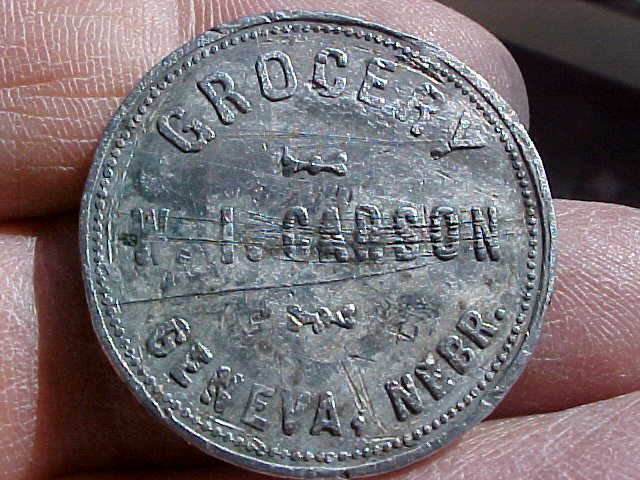 GROCERY
W. I. CARSON
GENEVA, NEBR.